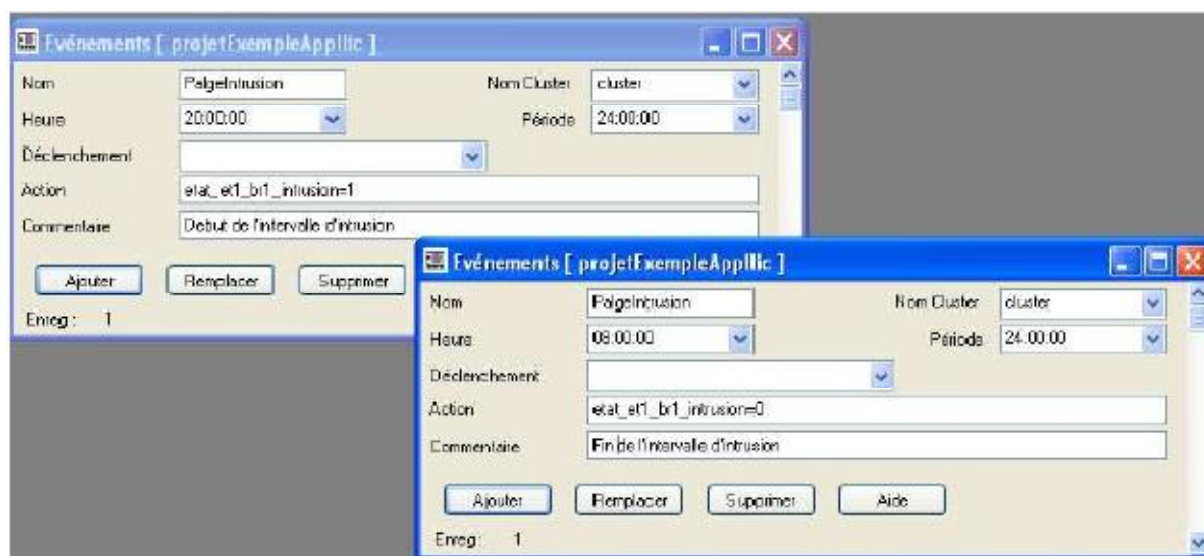 Evénements [ projetExempleAppllic ]
Nom PalgeIntrusion Nom Cluster cluster
Heure 20:00:00 Période 24:00:00
Déclenchement
Action etat_et1_br1_intrusion=1
Commentaire Debut de l'intervalle d'intrusion
Ajouter Remplacer Supprimer
Enreg : 1
Evénements [ projetExempleAppllic ]
Nom PalgeIntrusion Nom Cluster cluster
Heure 08:00:00 Période 24:00:00
Déclenchement
Action etat_et1_br1_intrusion=0
Commentaire Fin de l'intervalle d'intrusion
Ajouter Remplacer Supprimer Aide
Enreg : 1